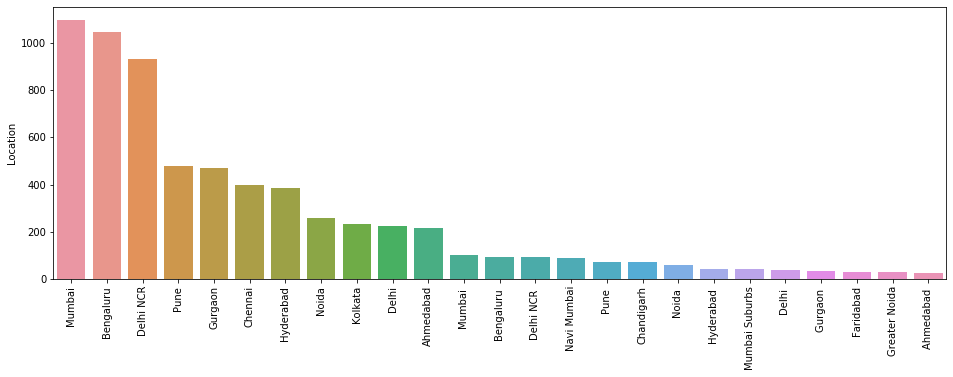 Location
1000
800
600
400
200
0
Mumbai
Bengaluru
Delhi NCR
Pune
Gurgaon
Chennai
Hyderabad
Noida
Kolkata
Delhi
Ahmedabad
Mumbai
Bengaluru
Delhi NCR
Navi Mumbai
Pune
Chandigarh
Noida
Hyderabad
Mumbai Suburbs
Delhi
Gurgaon
Faridabad
Greater Noida
Ahmedabad